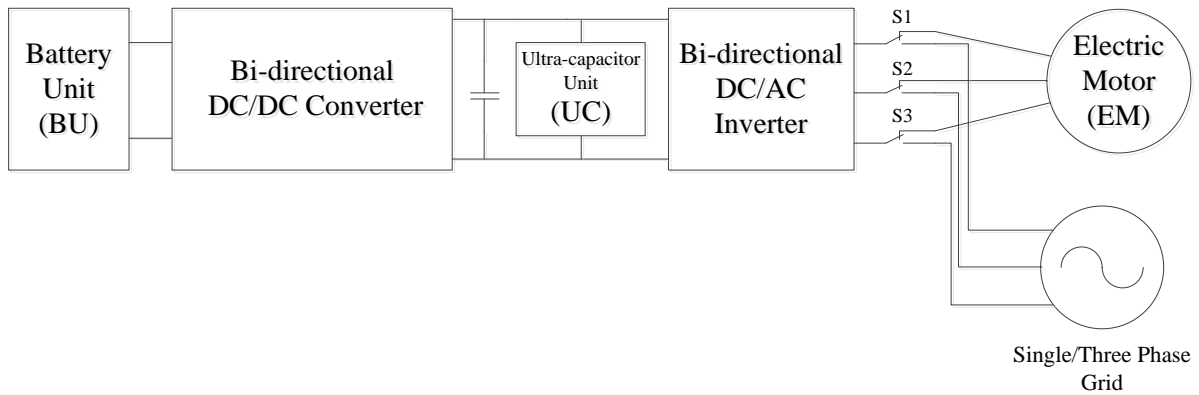 Battery
Unit
(BU)
Bi-directional
DC/DC Converter
Ultra-capacitor
Unit
(UC)
Bi-directional
DC/AC
Inverter
S1
S2
S3
Electric
Motor
(EM)
Single/Three Phase
Grid